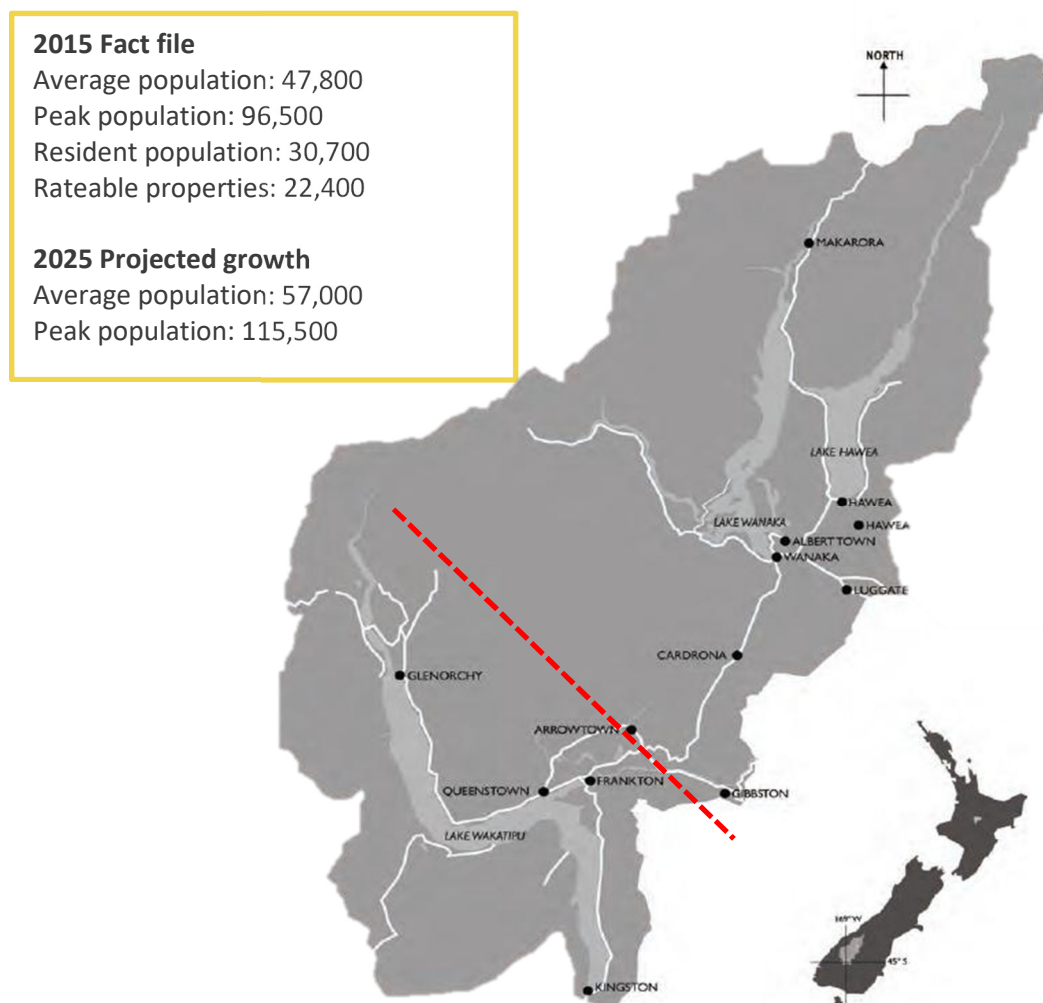 2015 Fact file
Average population: 47,800
Peak population: 96,500
Resident population: 30,700
Rateable properties: 22,400
2025 Projected growth
Average population: 57,000
Peak population: 115,500
NORTH
MAKARORA
LAKE HAWEA
HAWEA
LAKE WANAKA
HAWEA
ALBERT TOWN
WANAKA
LUGGATE
CARDRONA
GLENORCHY
ARROWTOWN
FRANKTON
QUEENSTOWN
GIBBSTON
LAKE WAKATIPU
169° W
45° S
KINGSTON